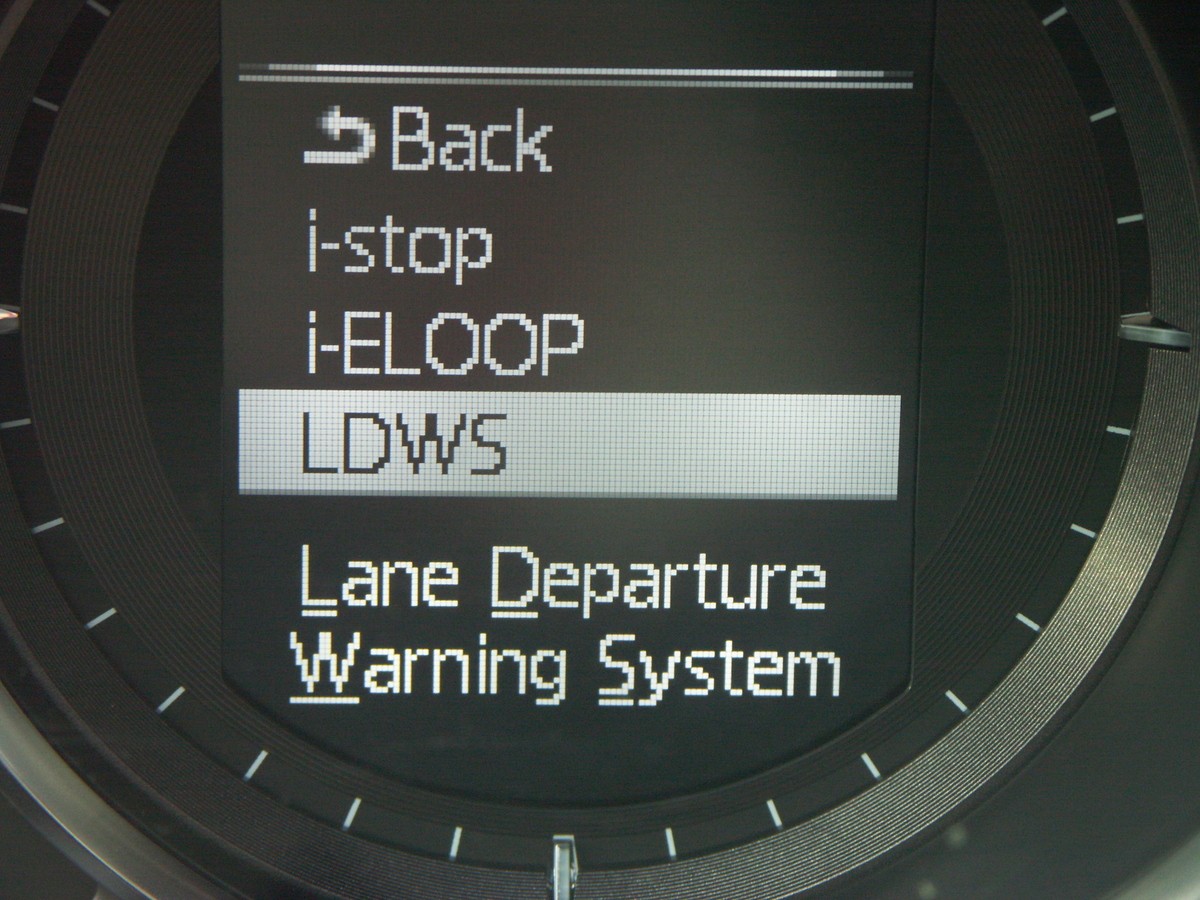 Back
i-stop
i-ELOOP
LDWS
Lane Departure
Warning System